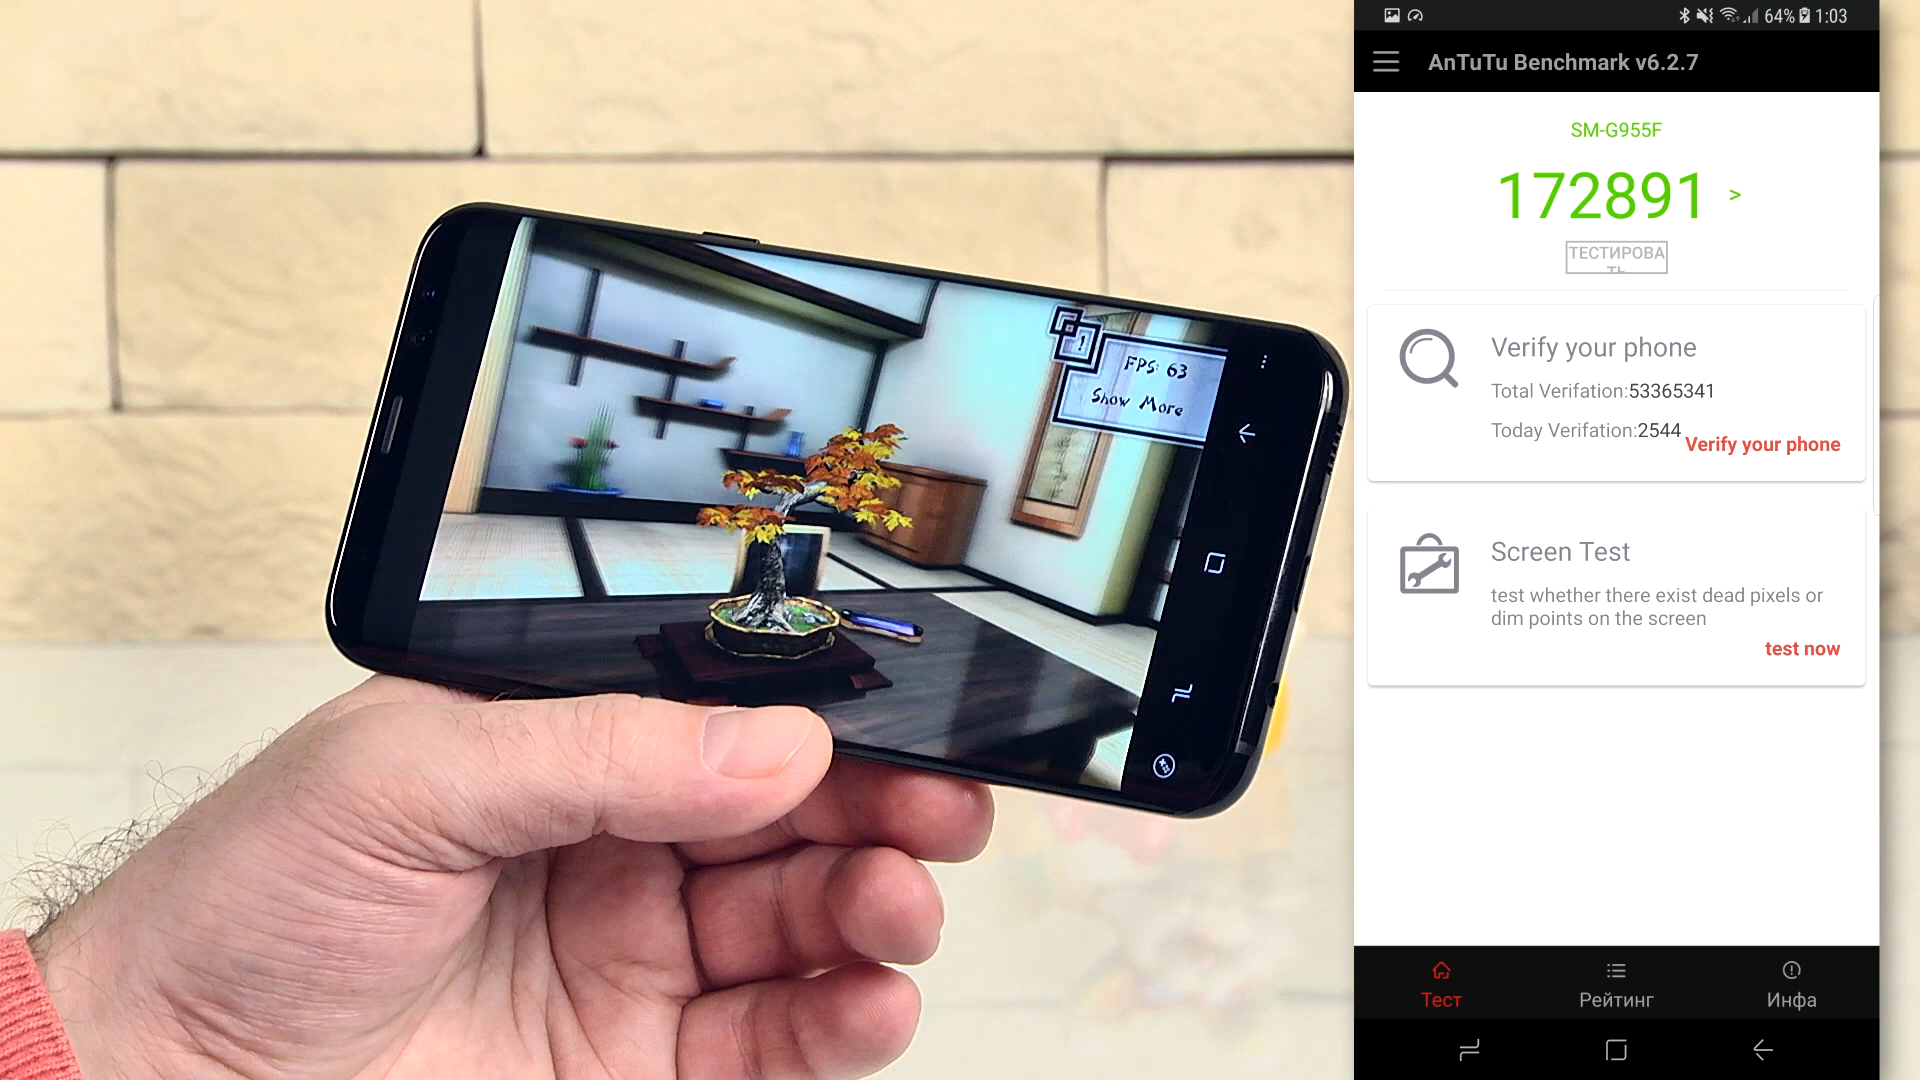 FPS: 63
Show More
64% 1:03
AnTuTu Benchmark v6.2.7
SM-G955F
172891 >
ТЕСТИРОВА
ТЬ
Verify your phone
Total Verifation:53365341
Today Verifation:2544
Verify your phone
Screen Test
test whether there exist dead pixels or
dim points on the screen
test now
Тест Рейтинг Инфа